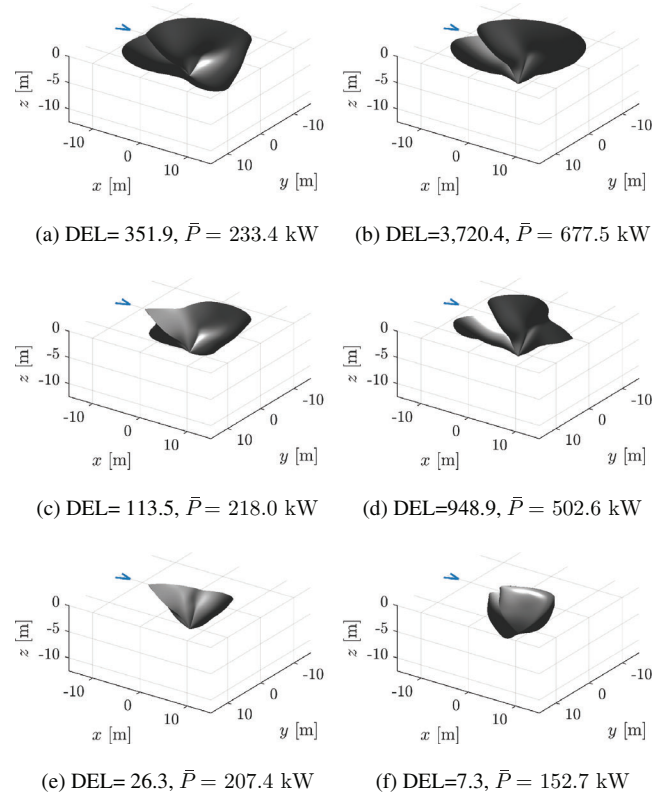 0
-5
-10
z [m]
-10
0
10
x [m]
-10
0
10
y [m]
0
-5
-10
z [m]
-10
0
10
x [m]
-10
0
10
y [m]
(a) DEL= 351.9, P̄ = 233.4 kW
(b) DEL=3,720.4, P̄ = 677.5 kW
0
-5
-10
z [m]
-10
0
10
x [m]
-10
0
10
y [m]
0
-5
-10
z [m]
-10
0
10
x [m]
-10
0
10
y [m]
(c) DEL= 113.5, P̄ = 218.0 kW
(d) DEL=948.9, P̄ = 502.6 kW
0
-5
-10
z [m]
-10
0
10
x [m]
-10
0
10
y [m]
0
-5
-10
z [m]
-10
0
10
x [m]
-10
0
10
y [m]
(e) DEL= 26.3, P̄ = 207.4 kW
(f) DEL=7.3, P̄ = 152.7 kW